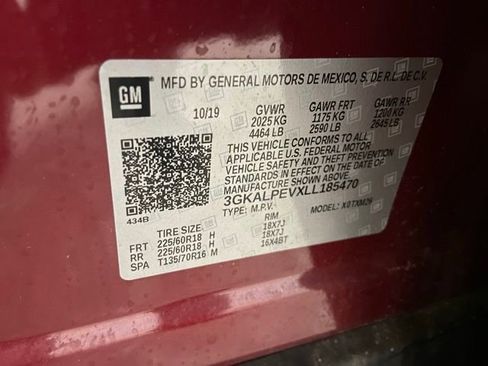 GM
MFD BY GENERAL MOTORS DE MEXICO, S. DE R.L. DE C.V.
10/19 GVWR GAWR FRT GAWR RR
2025 KG 1175 KG 1200 KG
4464 LB 2590 LB 2645 LB
THIS VEHICLE CONFORMS TO ALL
APPLICABLE U.S. FEDERAL MOTOR
VEHICLE SAFETY AND THEFT PREVENTION
STANDARDS IN EFFECT ON THE DATE OF
MANUFACTURE SHOWN ABOVE.
3GKALPEVXLL185470
TYPE: M.P.V. MODEL: X0TXM26
434B
TIRE SIZE RIM
FRT 225/60R18 H 18X7J
RR 225/60R18 H 18X7J
SPA T135/70R16 M 16X4BT